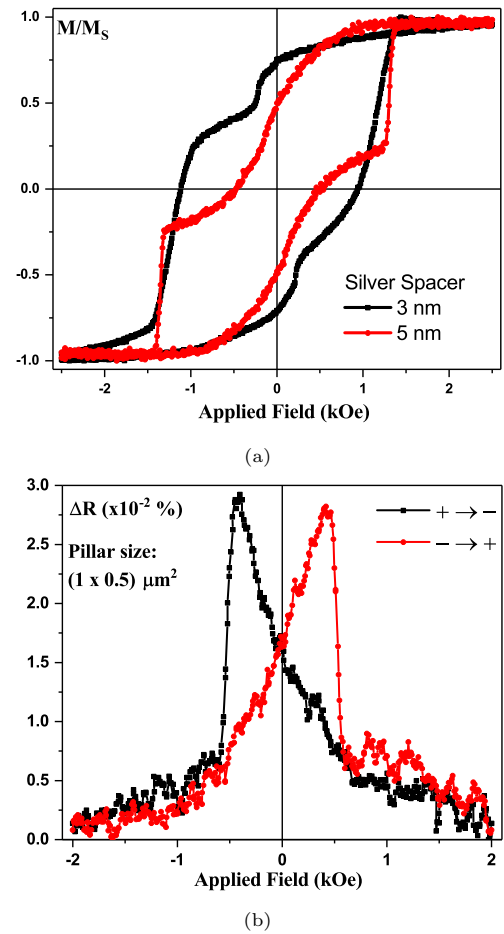 M/M_S
1.0
0.5
0.0
-0.5
-1.0
Silver Spacer
3 nm
5 nm
-2 -1 0 1 2
Applied Field (kOe)
(a)
ΔR (x10⁻² %)
Pillar size:
(1 x 0.5) μm²
+ → −
− → +
3.0
2.5
2.0
1.5
1.0
0.5
0.0
-2 -1 0 1 2
Applied Field (kOe)
(b)